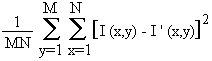 1/MN M∑y=1 N∑x=1 [I (x,y) - I ' (x,y)]²